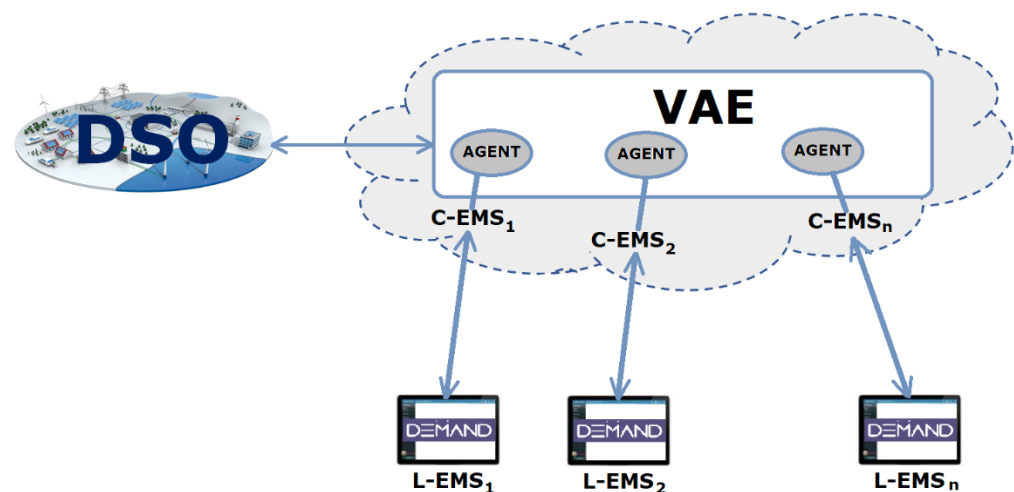 VAE
DSO
AGENT
AGENT
AGENT
C-EMS₁
C-EMS₂
C-EMSₙ
DEMAND
DEMAND
DEMAND
L-EMS₁
L-EMS₂
L-EMSₙ